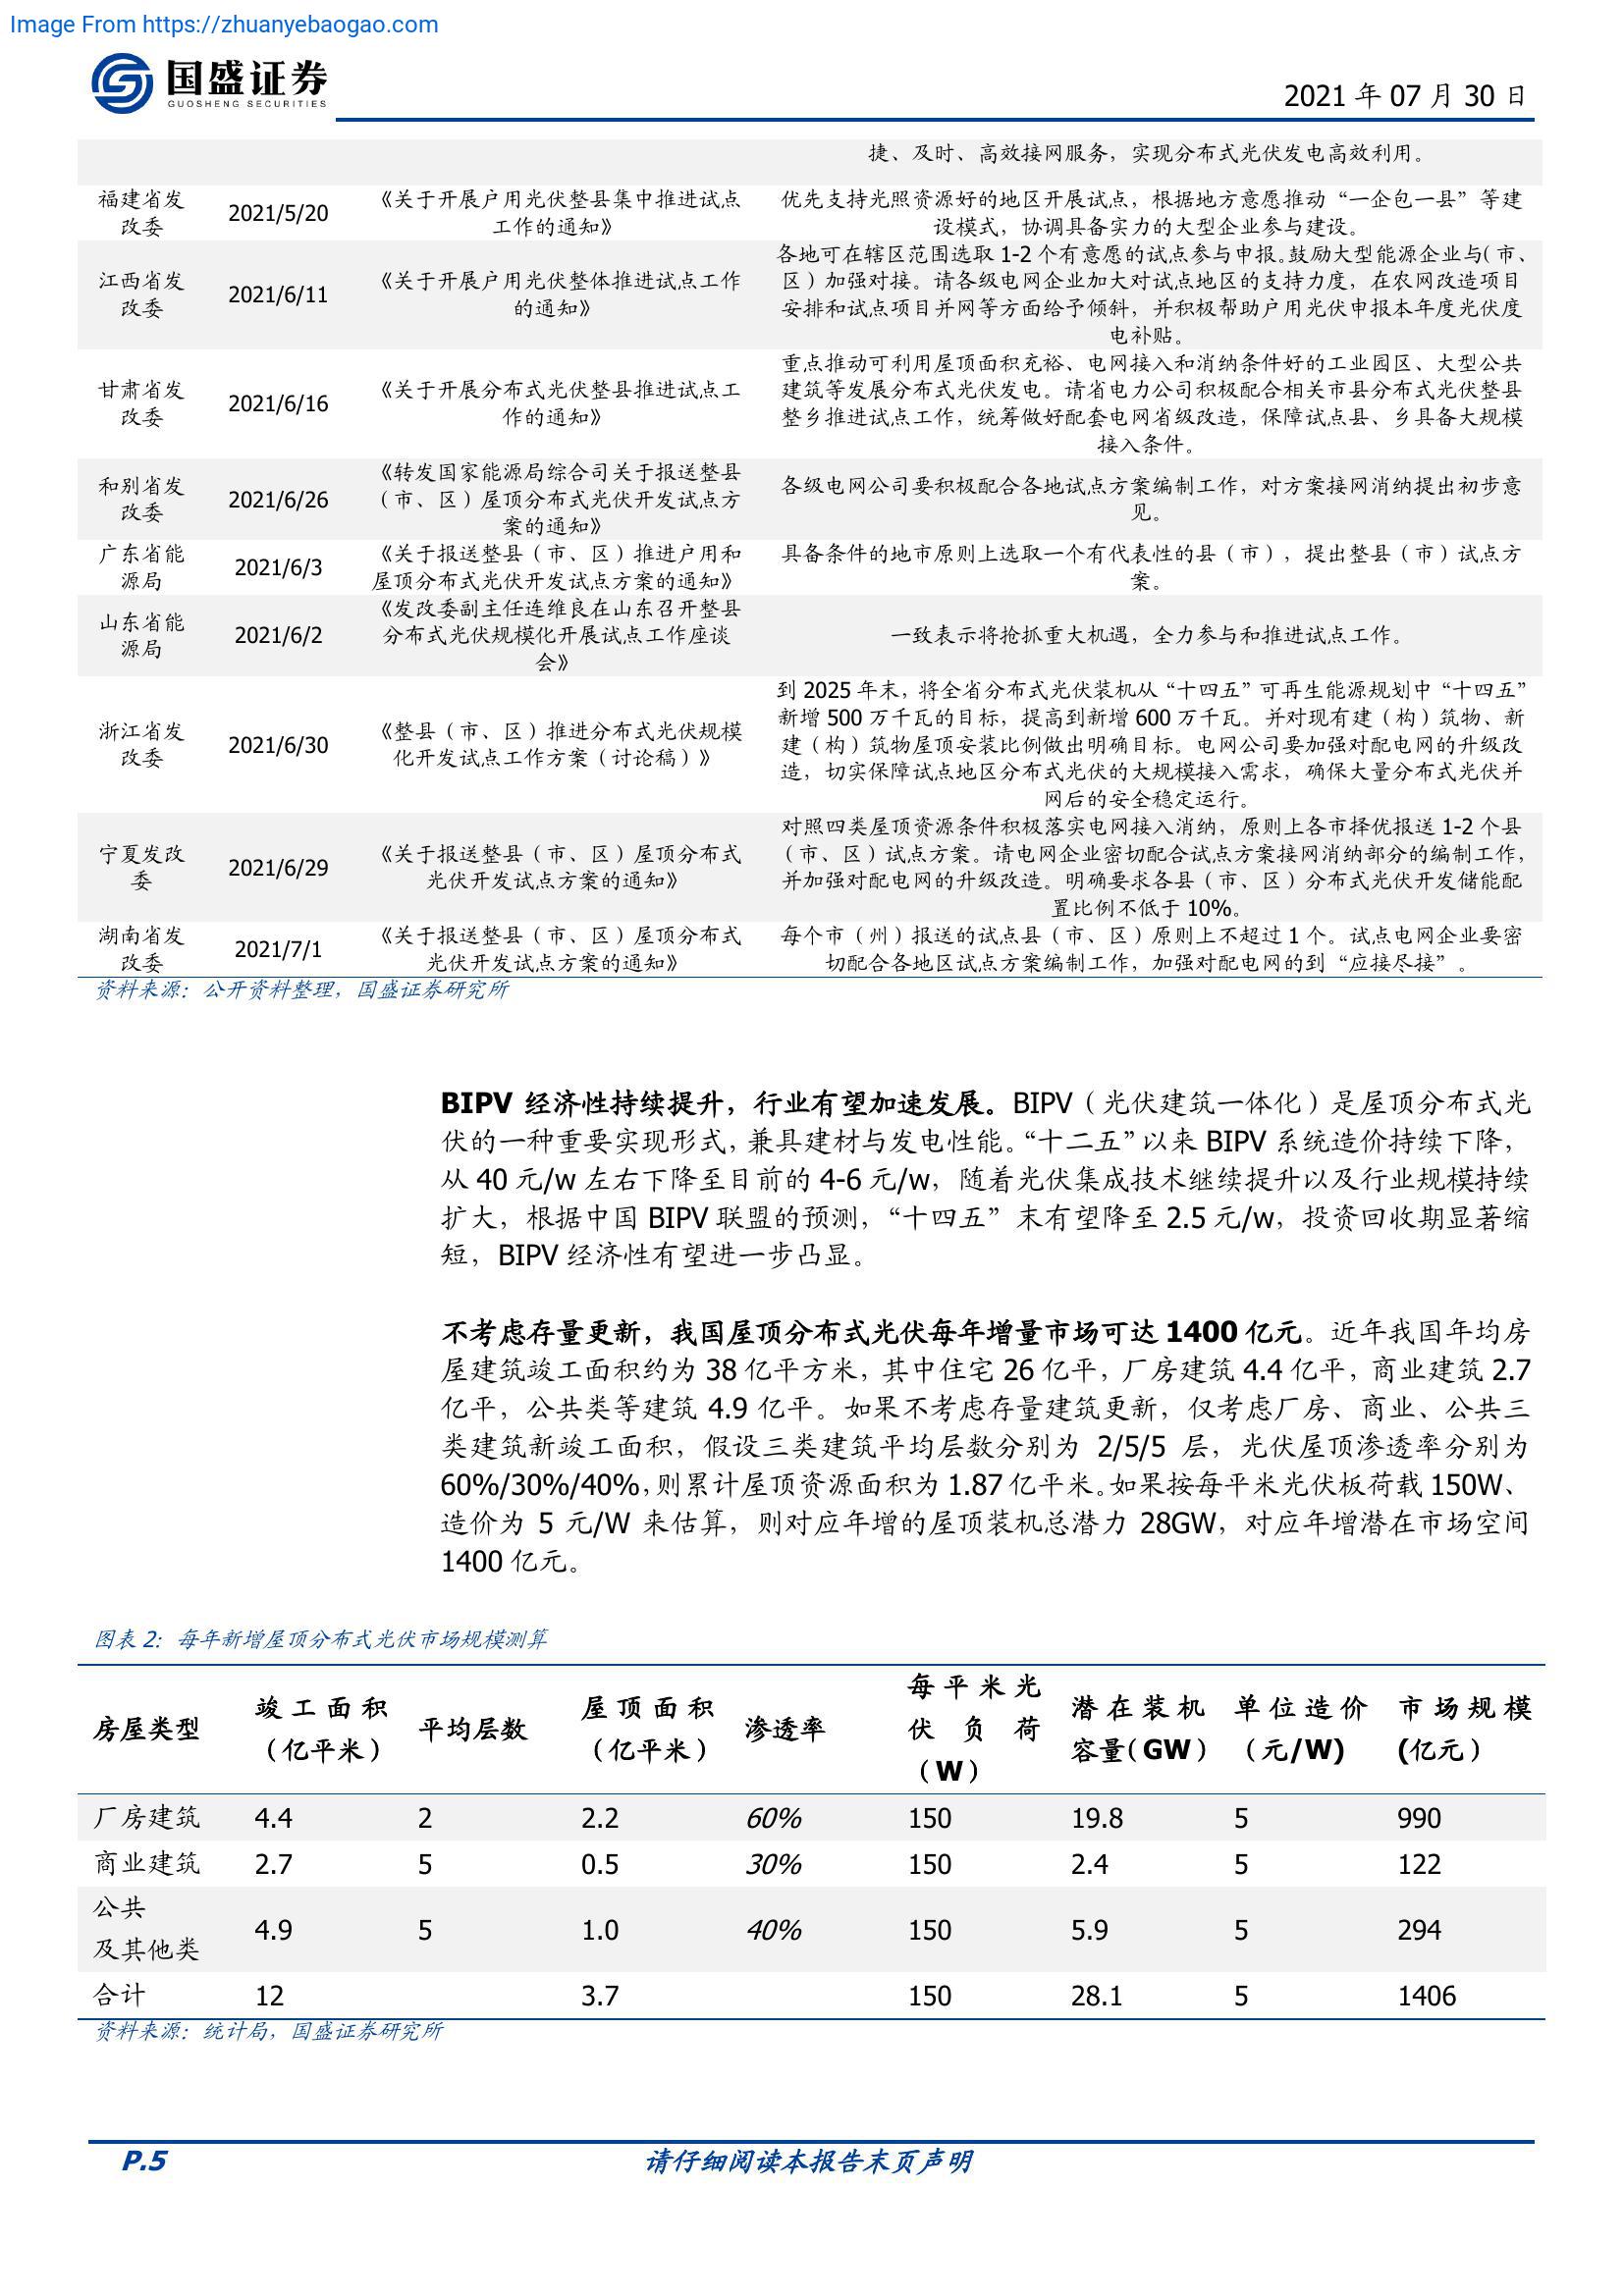 Image From https://zhuanyebaogao.com
国盛证券
GUOSHENG SECURITIES
2021 年 07 月 30 日
捷、及时、高效接网服务，实现分布式光伏发电高效利用。
福建省发
改委
2021/5/20
《关于开展户用光伏整县集中推进试点
工作的通知》
优先支持光照资源好的地区开展试点，根据地方意愿推动“一企包一县”等建
设模式，协调具备实力的大型企业参与建设。
江西省发
改委
2021/6/11
《关于开展户用光伏整体推进试点工作
的通知》
各地可在辖区范围选取 1-2 个有意愿的试点参与申报。鼓励大型能源企业与（市、
区）加强对接。请各级电网企业加大对试点地区的支持力度，在农网改造项目
安排和试点项目并网等方面给予倾斜，并积极帮助户用光伏申报本年度光伏度
电补贴。
甘肃省发
改委
2021/6/16
《关于开展分布式光伏整县推进试点工
作的通知》
重点推动可利用屋顶面积充裕、电网接入和消纳条件好的工业园区、大型公共
建筑等发展分布式光伏发电。请省电力公司积极配合相关市县分布式光伏整县
整乡推进试点工作，统筹做好配套电网省级改造，保障试点县、乡具备大规模
接入条件。
和别省发
改委
2021/6/26
《转发国家能源局综合司关于报送整县
（市、区）屋顶分布式光伏开发试点方
案的通知》
各级电网公司要积极配合各地试点方案编制工作，对方案接网消纳提出初步意
见。
广东省能
源局
2021/6/3
《关于报送整县（市、区）推进户用和
屋顶分布式光伏开发试点方案的通知》
具备条件的地市原则上选取一个有代表性的县（市），提出整县（市）试点方
案。
山东省能
源局
2021/6/2
《发改委副主任连维良在山东召开整县
分布式光伏规模化开展试点工作座谈
会》
一致表示将抢抓重大机遇，全力参与和推进试点工作。
浙江省发
改委
2021/6/30
《整县（市、区）推进分布式光伏规模
化开发试点工作方案（讨论稿）》
到 2025 年末，将全省分布式光伏装机从“十四五”可再生能源规划中“十四五”
新增 500 万千瓦的目标，提高到新增 600 万千瓦。并对现有建（构）筑物、新
建（构）筑物屋顶安装比例做出明确目标。电网公司要加强对配电网的升级改
造，切实保障试点地区分布式光伏的大规模接入需求，确保大量分布式光伏并
网后的安全稳定运行。
宁夏发改
委
2021/6/29
《关于报送整县（市、区）屋顶分布式
光伏开发试点方案的通知》
对照四类屋顶资源条件积极落实电网接入消纳，原则上各市择优报送 1-2 个县
（市、区）试点方案。请电网企业密切配合试点方案接网消纳部分的编制工作，
并加强对配电网的升级改造。明确要求各县（市、区）分布式光伏开发储能配
置比例不低于 10%。
湖南省发
改委
2021/7/1
《关于报送整县（市、区）屋顶分布式
光伏开发试点方案的通知》
每个市（州）报送的试点县（市、区）原则上不超过 1 个。试点电网企业要密
切配合各地区试点方案编制工作，加强对配电网的到“应接尽接”。
资料来源：公开资料整理，国盛证券研究所
BIPV 经济性持续提升，行业有望加速发展。BIPV（光伏建筑一体化）是屋顶分布式光
伏的一种重要实现形式，兼具建材与发电性能。“十二五”以来 BIPV 系统造价持续下降，
从 40 元/w 左右下降至目前的 4-6 元/w，随着光伏集成技术继续提升以及行业规模持续
扩大，根据中国 BIPV 联盟的预测，“十四五”末有望降至 2.5 元/w，投资回收期显著缩
短，BIPV 经济性有望进一步凸显。
不考虑存量更新，我国屋顶分布式光伏每年增量市场可达 1400 亿元。近年我国年均房
屋建筑竣工面积约为 38 亿平方米，其中住宅 26 亿平，厂房建筑 4.4 亿平，商业建筑 2.7
亿平，公共类等建筑 4.9 亿平。如果不考虑存量建筑更新，仅考虑厂房、商业、公共三
类建筑新竣工面积，假设三类建筑平均层数分别为 2/5/5 层，光伏屋顶渗透率分别为
60%/30%/40%，则累计屋顶资源面积为 1.87 亿平米。如果按每平米光伏板荷载 150W、
造价为 5 元/W 来估算，则对应年增的屋顶装机总潜力 28GW，对应年增潜在市场空间
1400 亿元。
图表 2：每年新增屋顶分布式光伏市场规模测算
房屋类型 竣工面积（亿平米） 平均层数 屋顶面积（亿平米） 渗透率 每平米光伏负荷（W） 潜在装机容量（GW） 单位造价（元/W) 市场规模(亿元）
厂房建筑 4.4 2 2.2 60% 150 19.8 5 990
商业建筑 2.7 5 0.5 30% 150 2.4 5 122
公共
及其他类 4.9 5 1.0 40% 150 5.9 5 294
合计 12 3.7 150 28.1 5 1406
资料来源：统计局，国盛证券研究所
P.5
请仔细阅读本报告末页声明